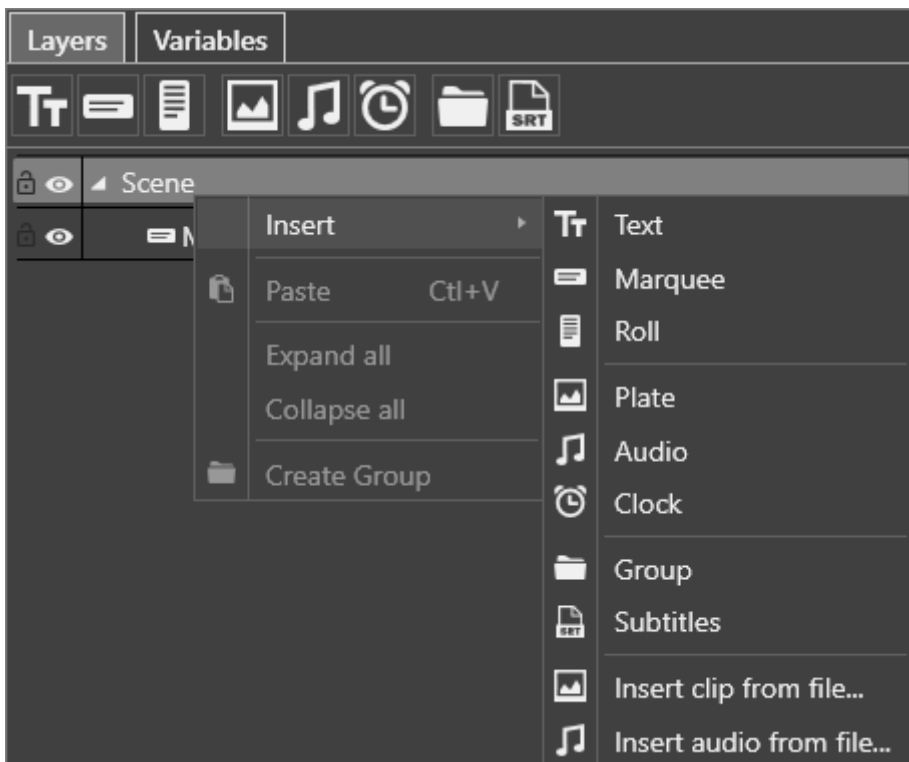 Layers Variables
SRT
Scene
Insert
Paste Ctl+V
Expand all
Collapse all
Create Group
Text
Marquee
Roll
Plate
Audio
Clock
Group
SRT Subtitles
Insert clip from file...
Insert audio from file...